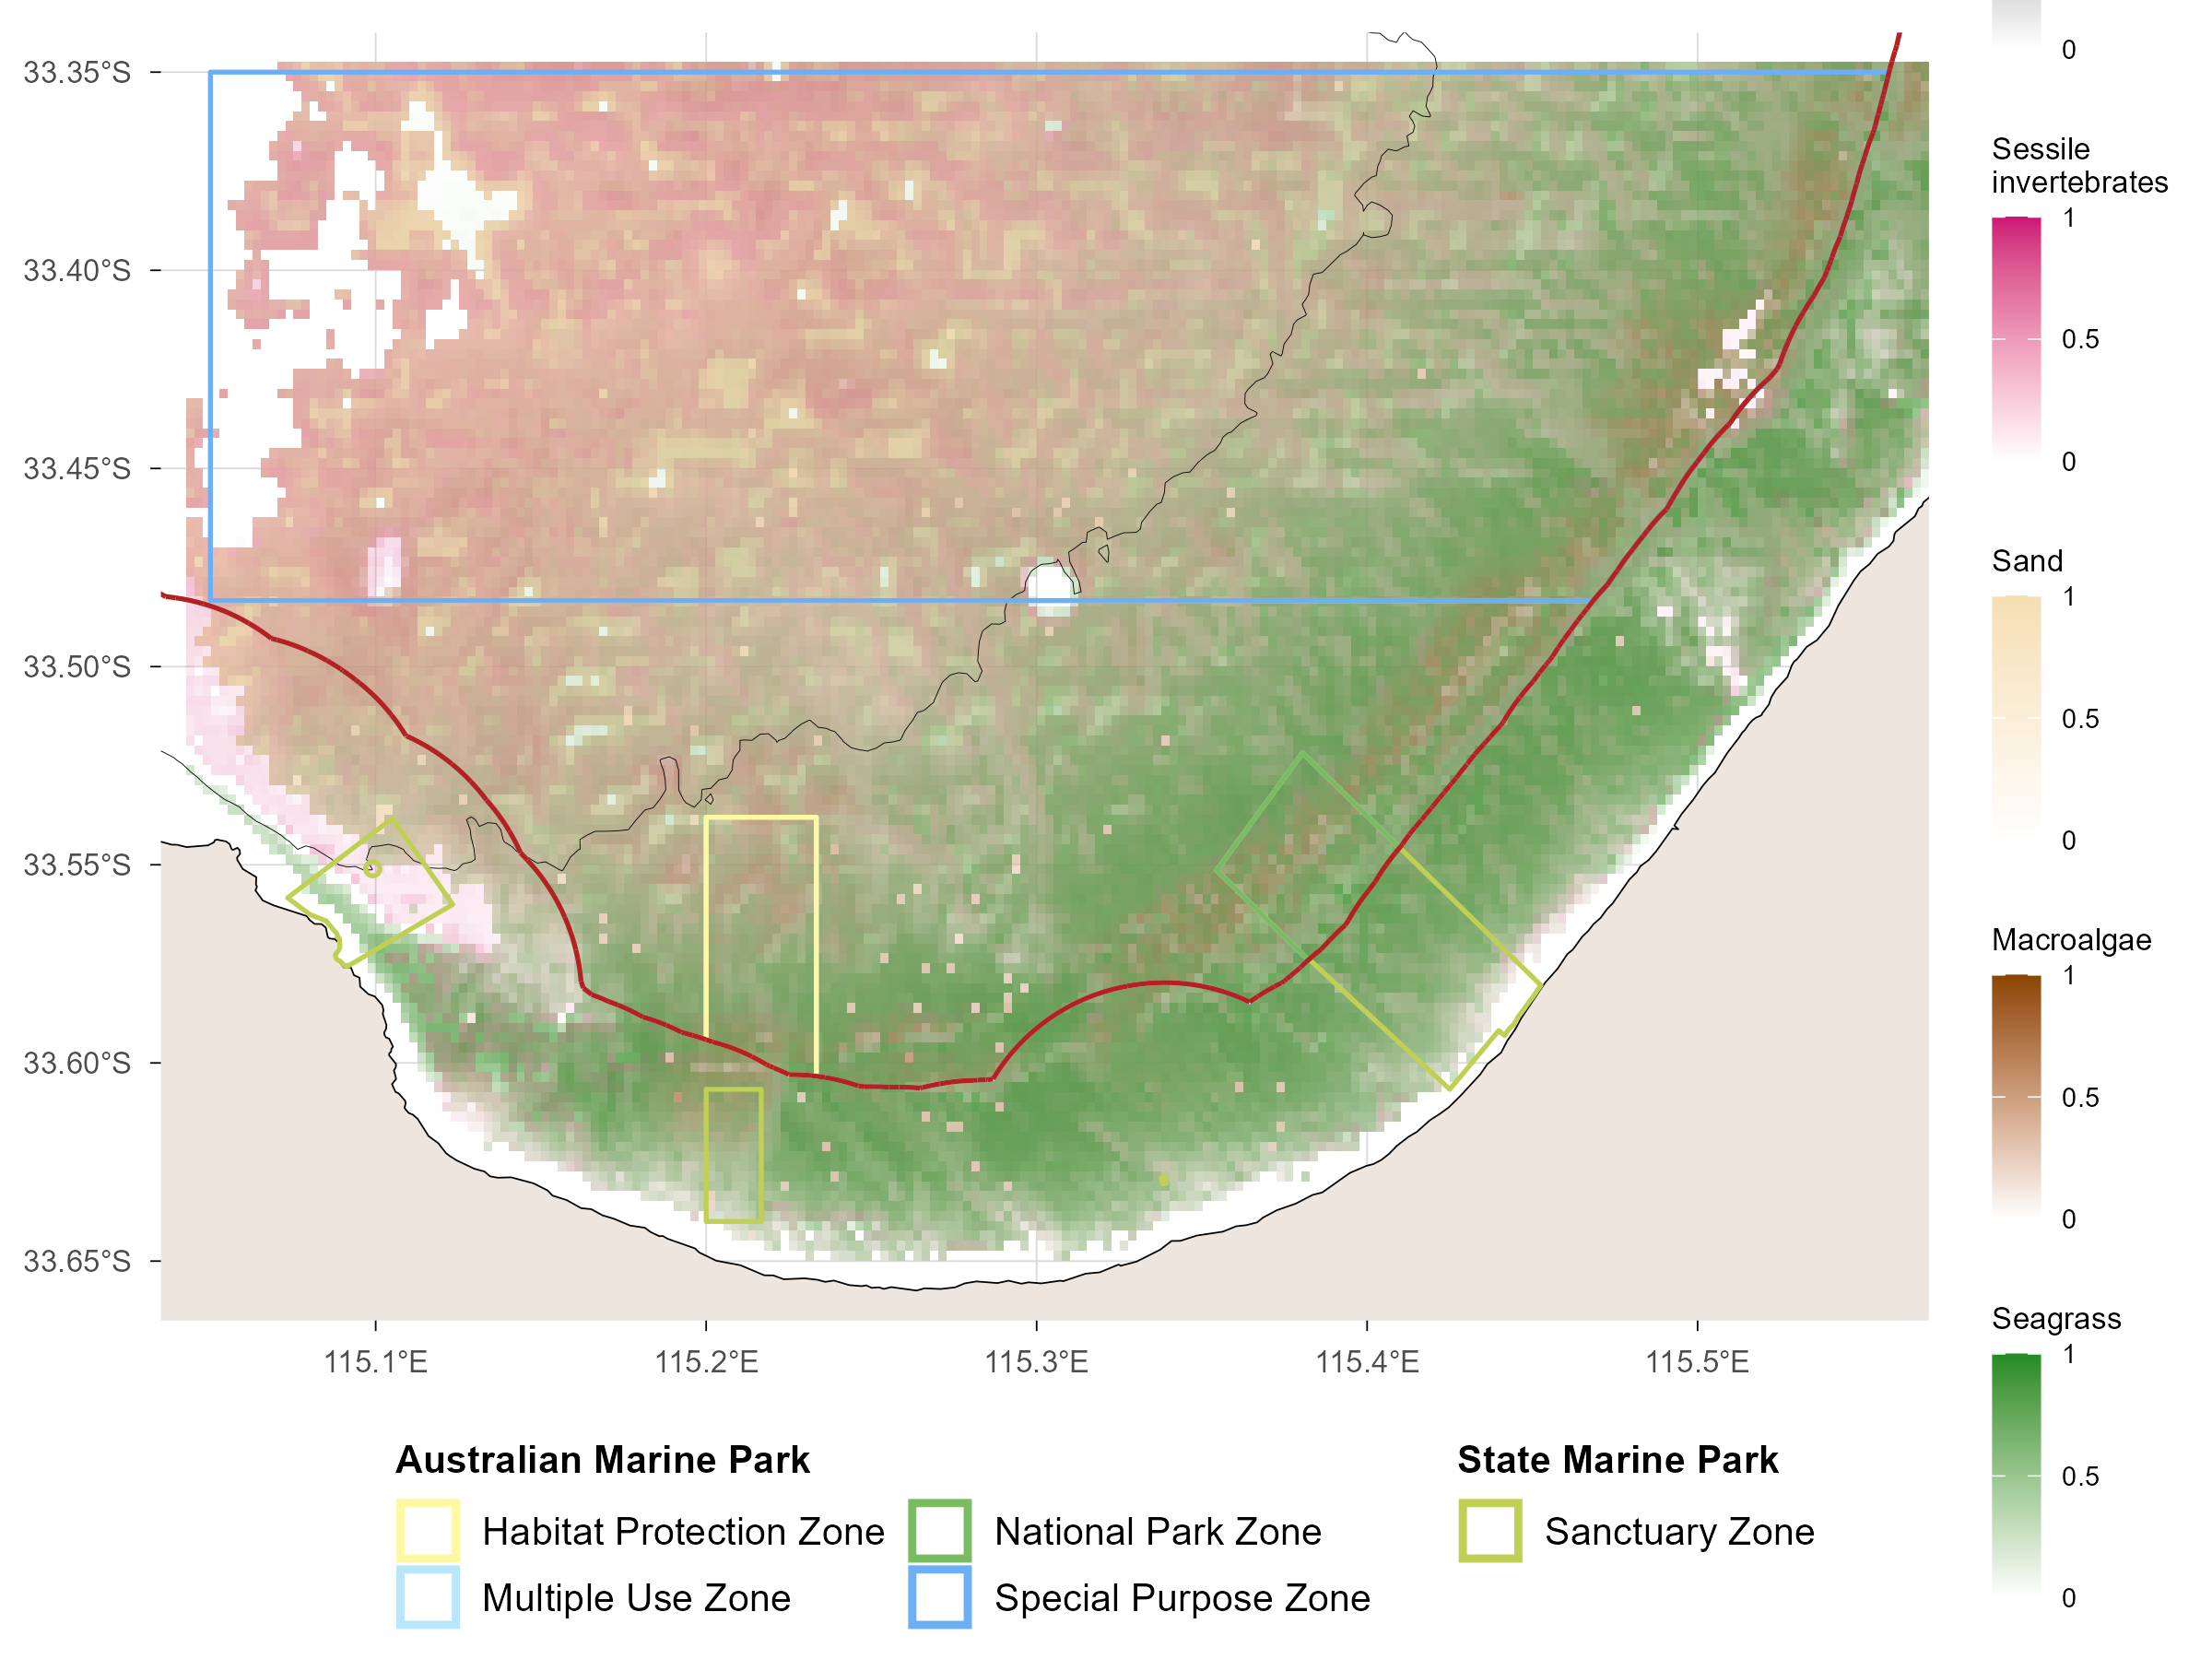 33.35°S
33.40°S
33.45°S
33.50°S
33.55°S
33.60°S
33.65°S
115.1°E
115.2°E
115.3°E
115.4°E
115.5°E
0
Sessile
invertebrates
1
0.5
0
Sand
1
0.5
0
Macroalgae
1
0.5
0
Seagrass
1
0.5
0
Australian Marine Park
Habitat Protection Zone
National Park Zone
Multiple Use Zone
Special Purpose Zone
State Marine Park
Sanctuary Zone